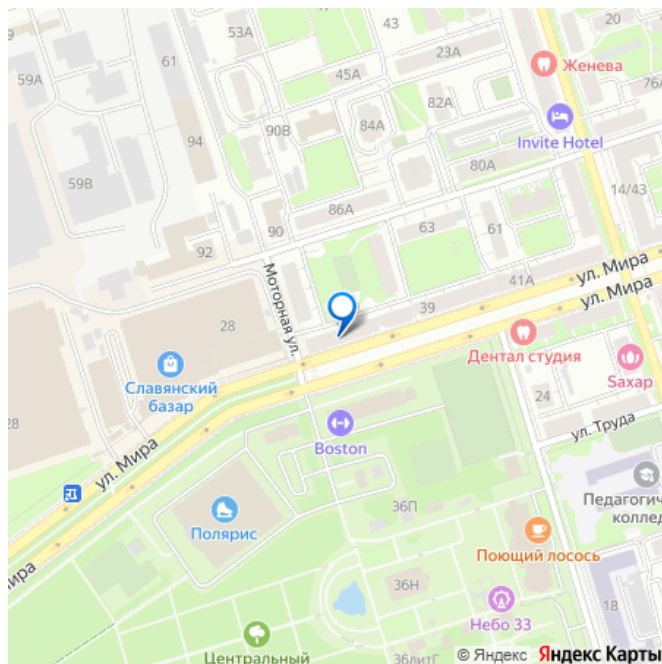 43
20
53А
61
23А
59А
Женева
45А
76А
82А
94
84А
90В
Invite Hotel
80А
59В
14/43
86А
63
90
61
92
41А
ул. Мира
ул. Мира
Моторная ул.
39
28
Дентал студия
Славянский
базар
Saxap
24
28
ул. Труда
Boston
ул. Мира
Педагогич
коллед
36П
Полярис
Поющий лосось
Мира
36Н
Небо 33
18
Центральный
36литГ
© Яндекс Яндекс Карты